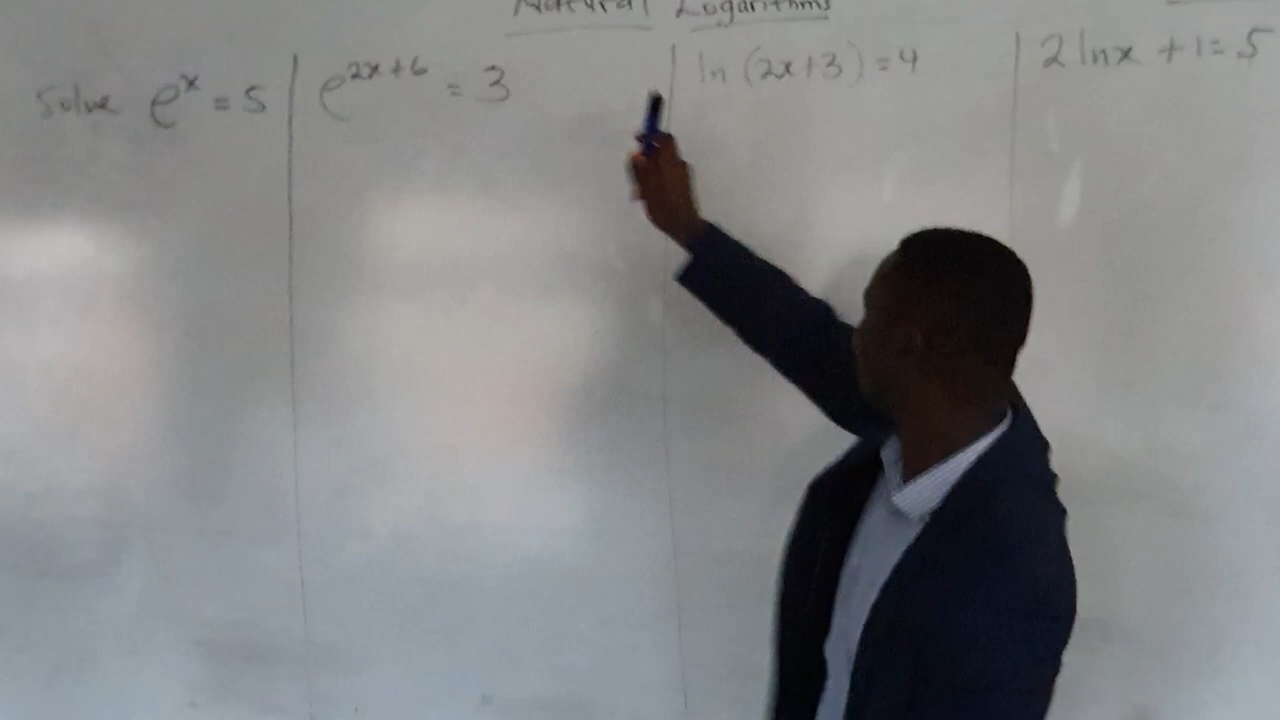 Natural Logarithms
Solve e^x = 5
e^{2x+6} = 3
ln (2x+3) = 4
2 ln x + 1 = 5